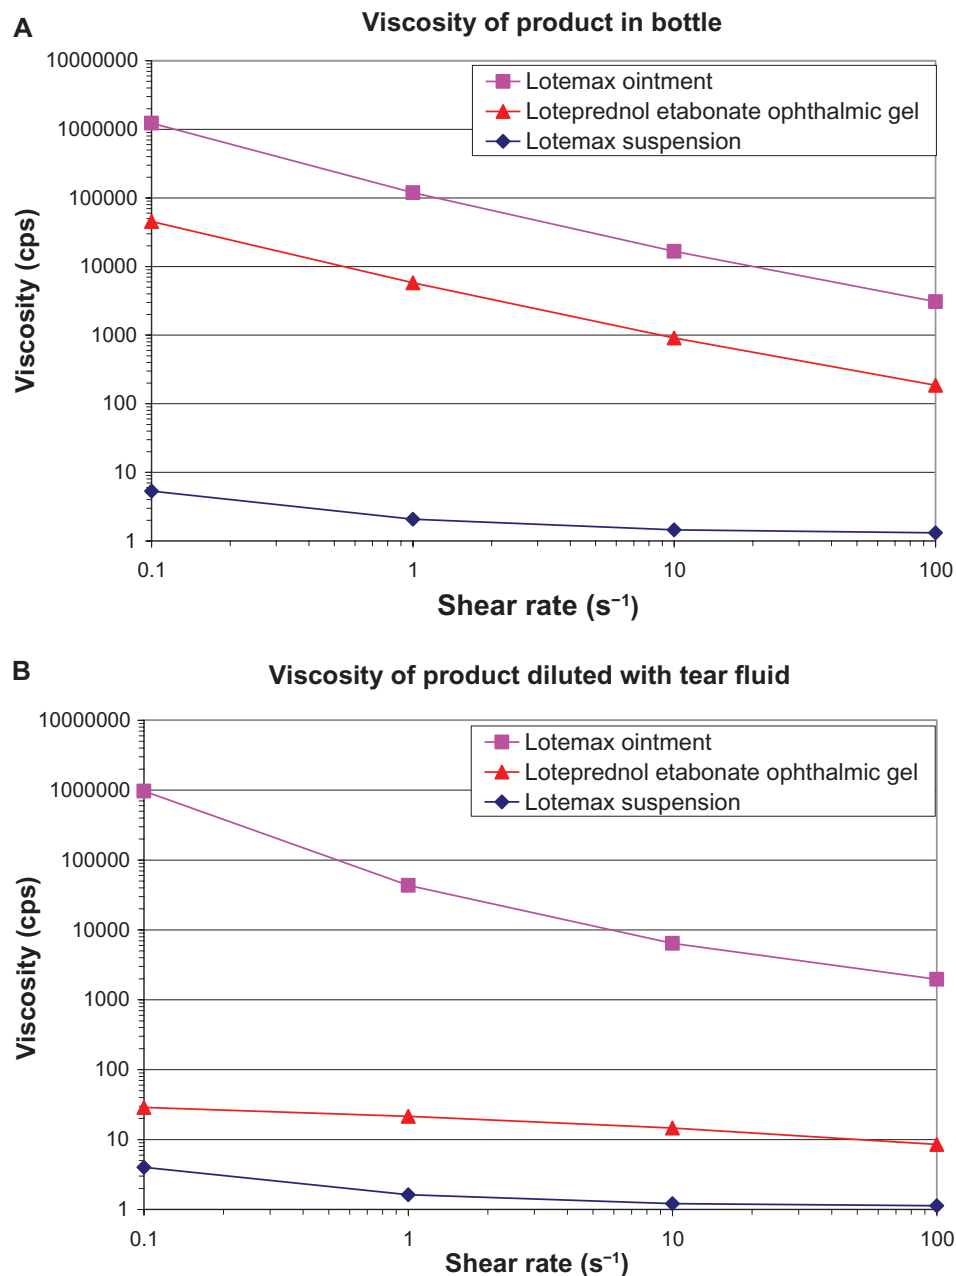 A
Viscosity of product in bottle
Lotemax ointment
Loteprednol etabonate ophthalmic gel
Lotemax suspension
10000000
1000000
100000
10000
1000
100
10
1
Viscosity (cps)
0.1 1 10 100
Shear rate (s⁻¹)
B
Viscosity of product diluted with tear fluid
Lotemax ointment
Loteprednol etabonate ophthalmic gel
Lotemax suspension
10000000
1000000
100000
10000
1000
100
10
1
Viscosity (cps)
0.1 1 10 100
Shear rate (s⁻¹)